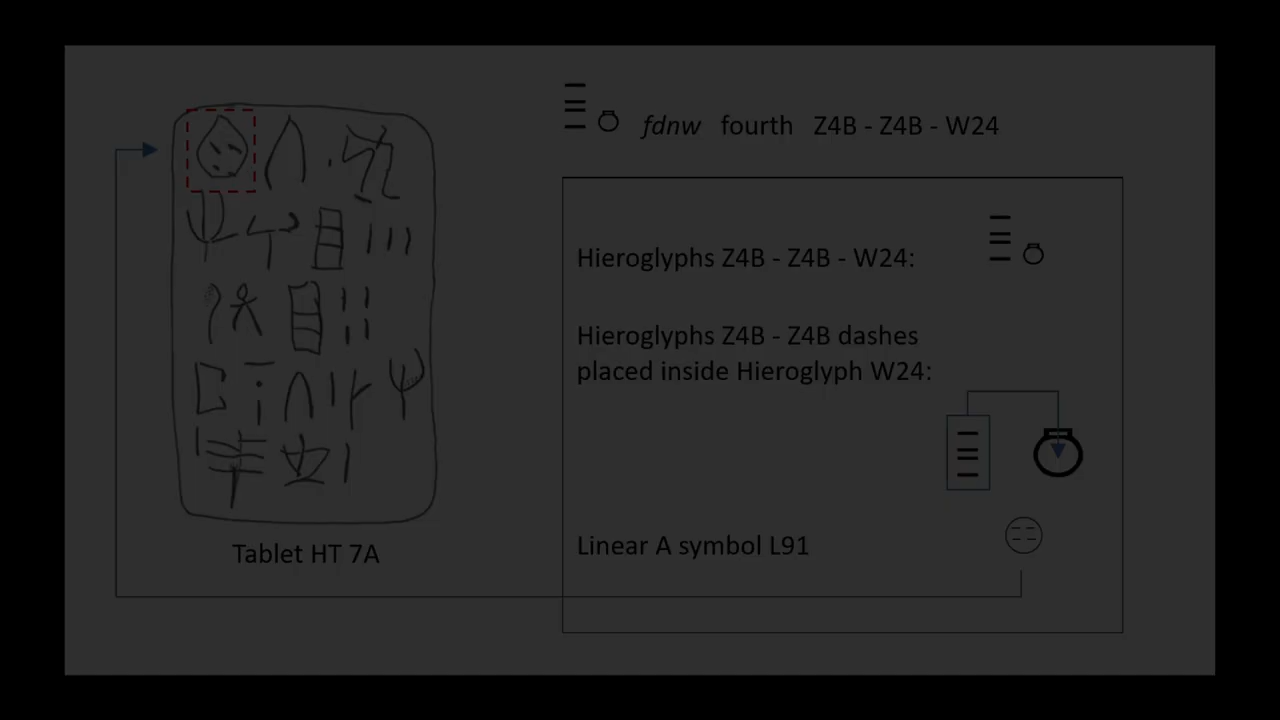 fdnw fourth Z4B - Z4B - W24
Hieroglyphs Z4B - Z4B - W24:
Hieroglyphs Z4B - Z4B dashes
placed inside Hieroglyph W24:
Linear A symbol L91
Tablet HT 7A